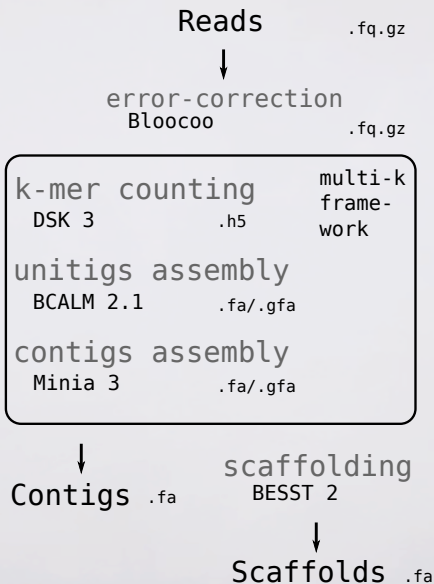 Reads .fq.gz
error-correction
Bloocoo .fq.gz
k-mer counting
DSK 3 .h5
multi-k
frame-
work
unitigs assembly
BCALM 2.1 .fa/.gfa
contigs assembly
Minia 3 .fa/.gfa
Contigs .fa
scaffolding
BESST 2
Scaffolds .fa